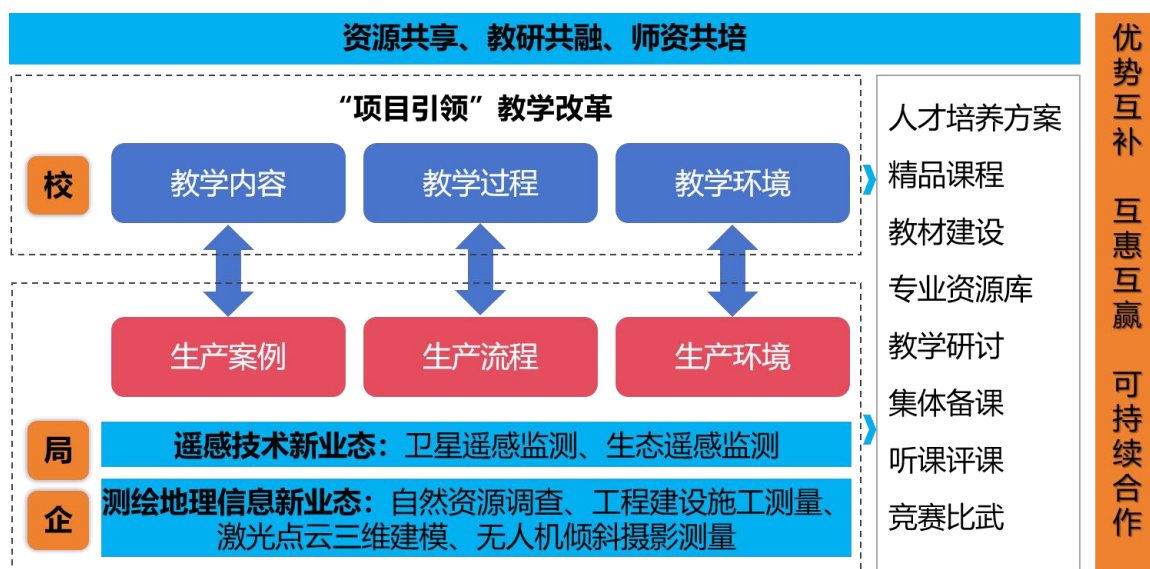 资源共享、教研共融、师资共培
“项目引领”教学改革
校
教学内容
教学过程
教学环境
生产案例
生产流程
生产环境
局
遥感技术新业态：卫星遥感监测、生态遥感监测
企
测绘地理信息新业态：自然资源调查、工程建设施工测量、
激光点云三维建模、无人机倾斜摄影测量
人才培养方案
精品课程
教材建设
专业资源库
教学研讨
集体备课
听课评课
竞赛比武
优势互补 互惠互赢 可持续合作